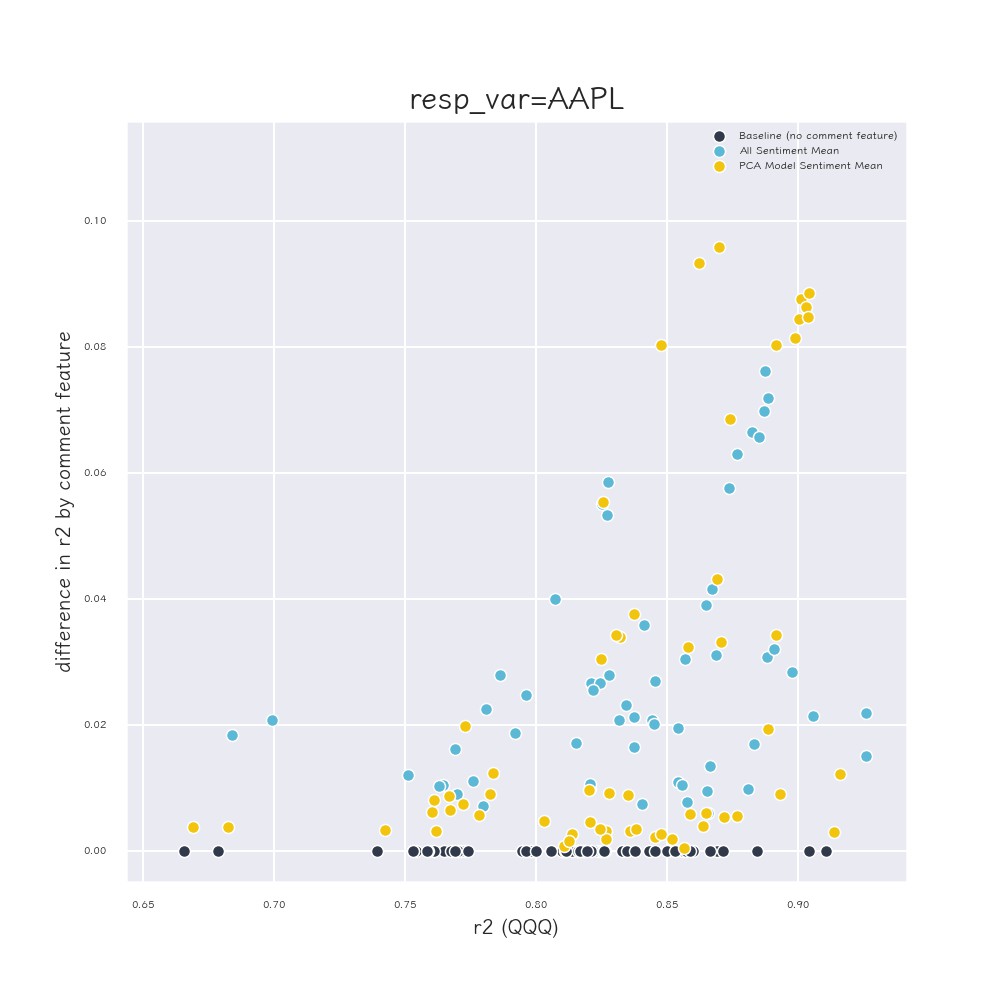 resp_var=AAPL
Baseline (no comment feature)
All Sentiment Mean
PCA Model Sentiment Mean
difference in r2 by comment feature
0.10
0.08
0.06
0.04
0.02
0.00
0.65 0.70 0.75 0.80 0.85 0.90
r2 (QQQ)